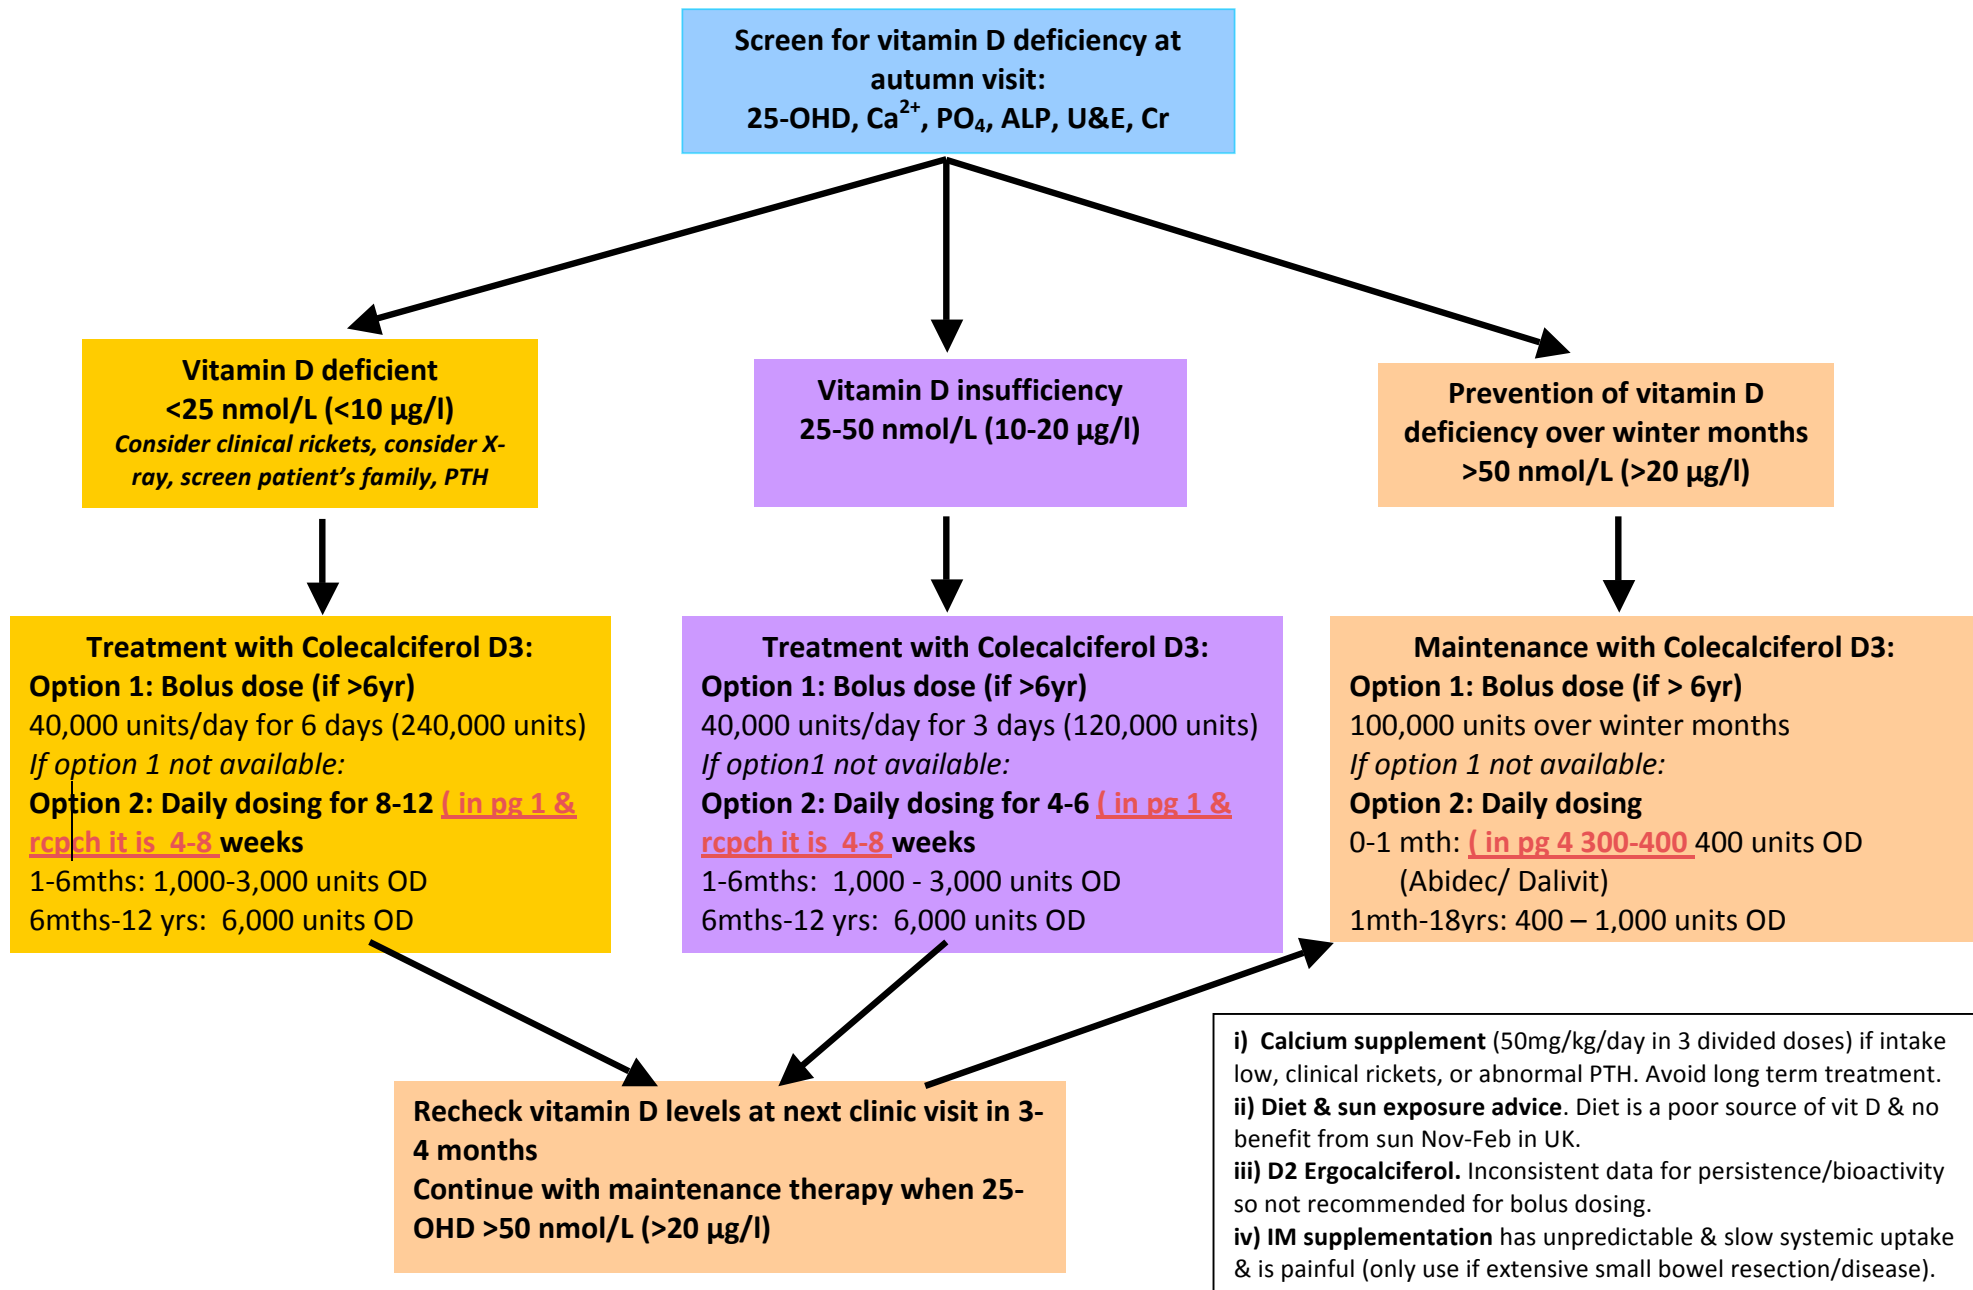 Screen for vitamin D deficiency at
autumn visit:
25-OHD, Ca2+, PO4, ALP, U&E, Cr
Vitamin D deficient
<25 nmol/L (<10 µg/l)
Consider clinical rickets, consider X-
ray, screen patient’s family, PTH
Vitamin D insufficiency
25-50 nmol/L (10-20 µg/l)
Prevention of vitamin D
deficiency over winter months
>50 nmol/L (>20 µg/l)
Treatment with Colecalciferol D3:
Option 1: Bolus dose (if >6yr)
40,000 units/day for 6 days (240,000 units)
If option 1 not available:
Option 2: Daily dosing for 8-12 ( in pg 1 &
rcpch it is  4-8 weeks
1-6mths: 1,000-3,000 units OD
6mths-12 yrs:  6,000 units OD
Treatment with Colecalciferol D3:
Option 1: Bolus dose (if >6yr)
40,000 units/day for 3 days (120,000 units)
If option1 not available:
Option 2: Daily dosing for 4-6 ( in pg 1 &
rcpch it is  4-8 weeks
1-6mths:  1,000 - 3,000 units OD
6mths-12 yrs:  6,000 units OD
Maintenance with Colecalciferol D3:
Option 1: Bolus dose (if > 6yr)
100,000 units over winter months
If option 1 not available:
Option 2: Daily dosing
0-1 mth: ( in pg 4 300-400 400 units OD
(Abidec/ Dalivit)
1mth-18yrs: 400 – 1,000 units OD
Recheck vitamin D levels at next clinic visit in 3-
4 months
Continue with maintenance therapy when 25-
OHD >50 nmol/L (>20 µg/l)
i)  Calcium supplement (50mg/kg/day in 3 divided doses) if intake
low, clinical rickets, or abnormal PTH. Avoid long term treatment.
ii) Diet & sun exposure advice. Diet is a poor source of vit D & no
benefit from sun Nov-Feb in UK.
iii) D2 Ergocalciferol. Inconsistent data for persistence/bioactivity
so not recommended for bolus dosing.
iv) IM supplementation has unpredictable & slow systemic uptake
& is painful (only use if extensive small bowel resection/disease).